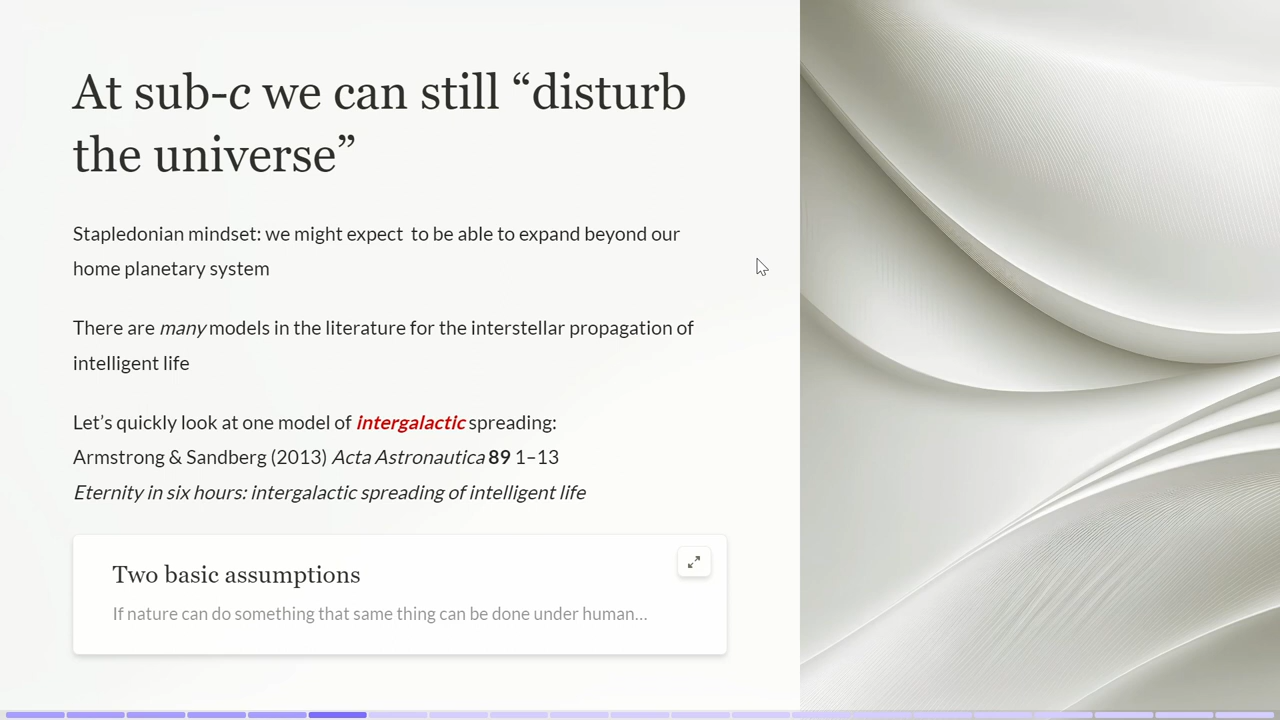 At sub-c we can still “disturb
the universe”
Stapledonian mindset: we might expect  to be able to expand beyond our
home planetary system
There are many models in the literature for the interstellar propagation of
intelligent life
Let’s quickly look at one model of intergalactic spreading:
Armstrong & Sandberg (2013) Acta Astronautica 89 1–13
Eternity in six hours: intergalactic spreading of intelligent life
Two basic assumptions
If nature can do something that same thing can be done under human...